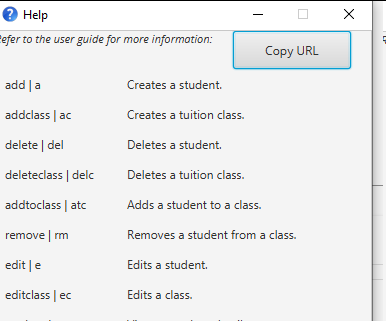 Help
Refer to the user guide for more information:
Copy URL
add | a Creates a student.
addclass | ac Creates a tuition class.
delete | del Deletes a student.
deleteclass | delc Deletes a tuition class.
addtoclass | atc Adds a student to a class.
remove | rm Removes a student from a class.
edit | e Edits a student.
editclass | ec Edits a class.